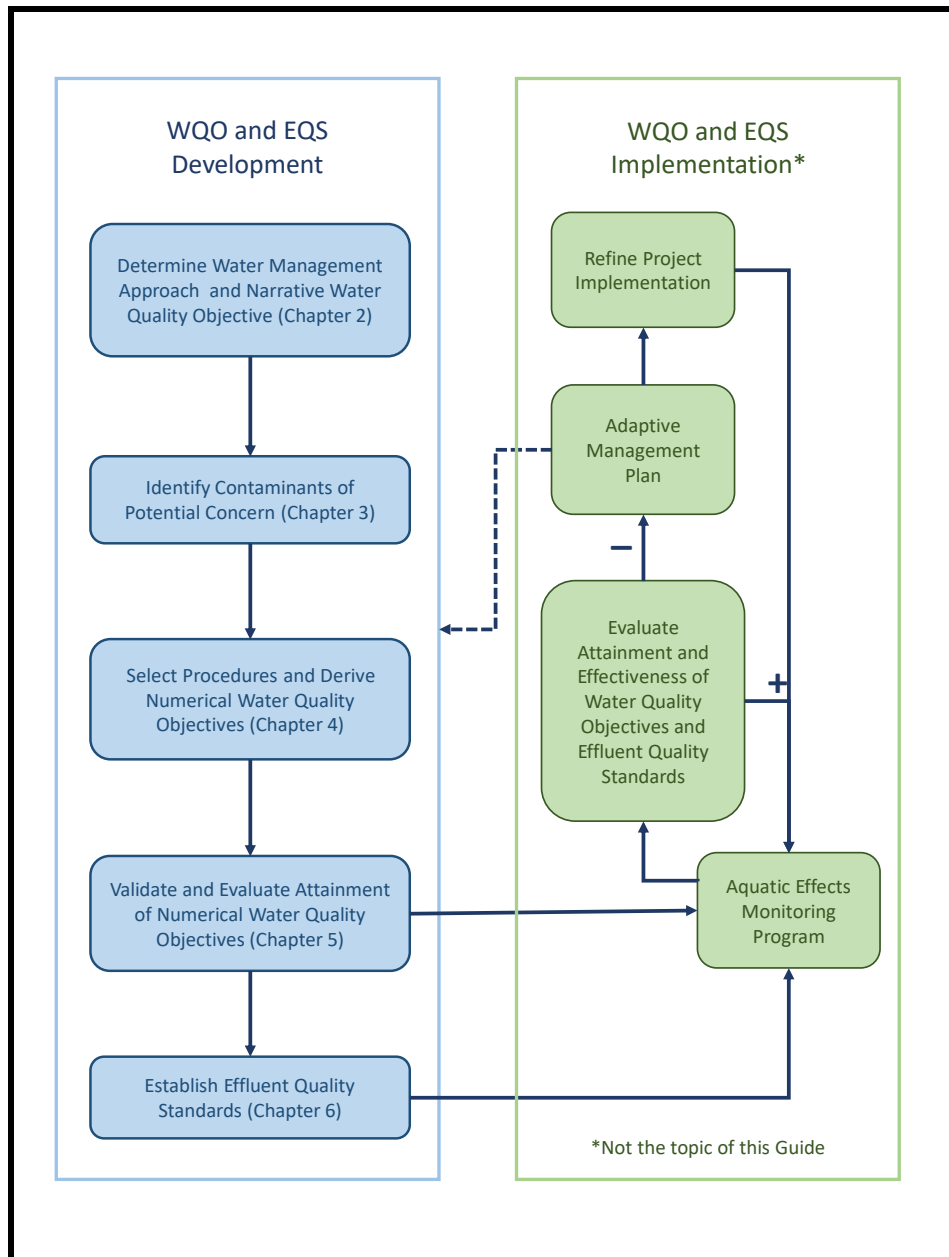 WQO and EQS
Development
Determine Water Management
Approach and Narrative Water
Quality Objective (Chapter 2)
Identify Contaminants of
Potential Concern (Chapter 3)
Select Procedures and Derive
Numerical Water Quality
Objectives (Chapter 4)
Validate and Evaluate Attainment
of Numerical Water Quality
Objectives (Chapter 5)
Establish Effluent Quality
Standards (Chapter 6)
WQO and EQS
Implementation*
Refine Project
Implementation
Adaptive
Management
Plan
–
Evaluate
Attainment and
Effectiveness of
Water Quality
Objectives and
Effluent Quality
Standards
+
Aquatic Effects
Monitoring
Program
*Not the topic of this Guide